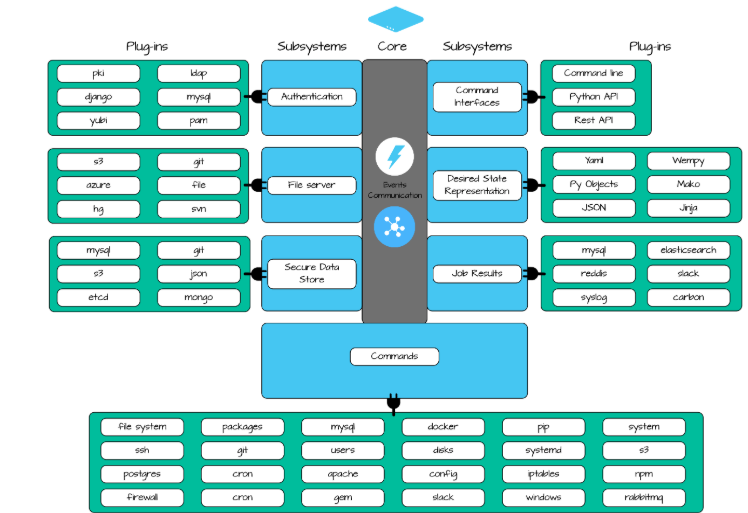 Plug-ins Subsystems Core Subsystems Plug-ins
pki ldap
django mysql
yubi pam
Authentication
Command
Interfaces
Command line
Python API
Rest API
s3 git
azure file
hg svn
File server
Events
Communication
Desired State
Representation
Yaml Wempy
Py Objects Mako
JSON Jinja
mysql git
s3 json
etcd mongo
Secure Data
Store
Job Results
mysql elasticsearch
reddis slack
syslog carbon
Commands
file system packages mysql docker pip system
ssh git users disks systemd s3
postgres cron apache config iptables npm
firewall cron gem slack windows rabbitmq